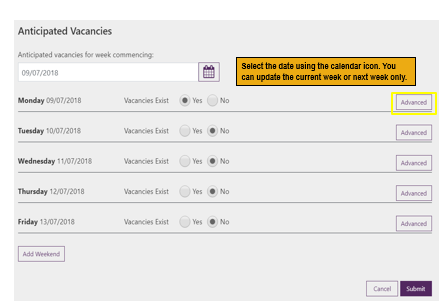 Anticipated Vacancies
Anticipated vacancies for week commencing:
09/07/2018
Select the date using the calendar icon. You
can update the current week or next week only.
Monday 09/07/2018 Vacancies Exist Yes No Advanced
Tuesday 10/07/2018 Vacancies Exist Yes No Advanced
Wednesday 11/07/2018 Vacancies Exist Yes No Advanced
Thursday 12/07/2018 Vacancies Exist Yes No Advanced
Friday 13/07/2018 Vacancies Exist Yes No Advanced
Add Weekend
Cancel Submit